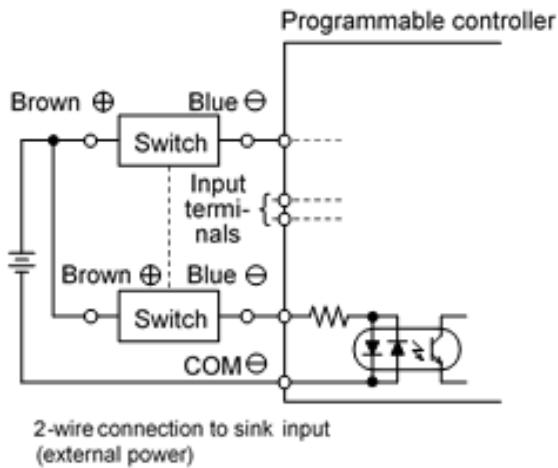 Programmable controller
Brown ⊕ Blue ⊖
Switch
Input
termi-
nals
Brown ⊕ Blue ⊖
Switch
COM ⊖
2-wire connection to sink input
(external power)